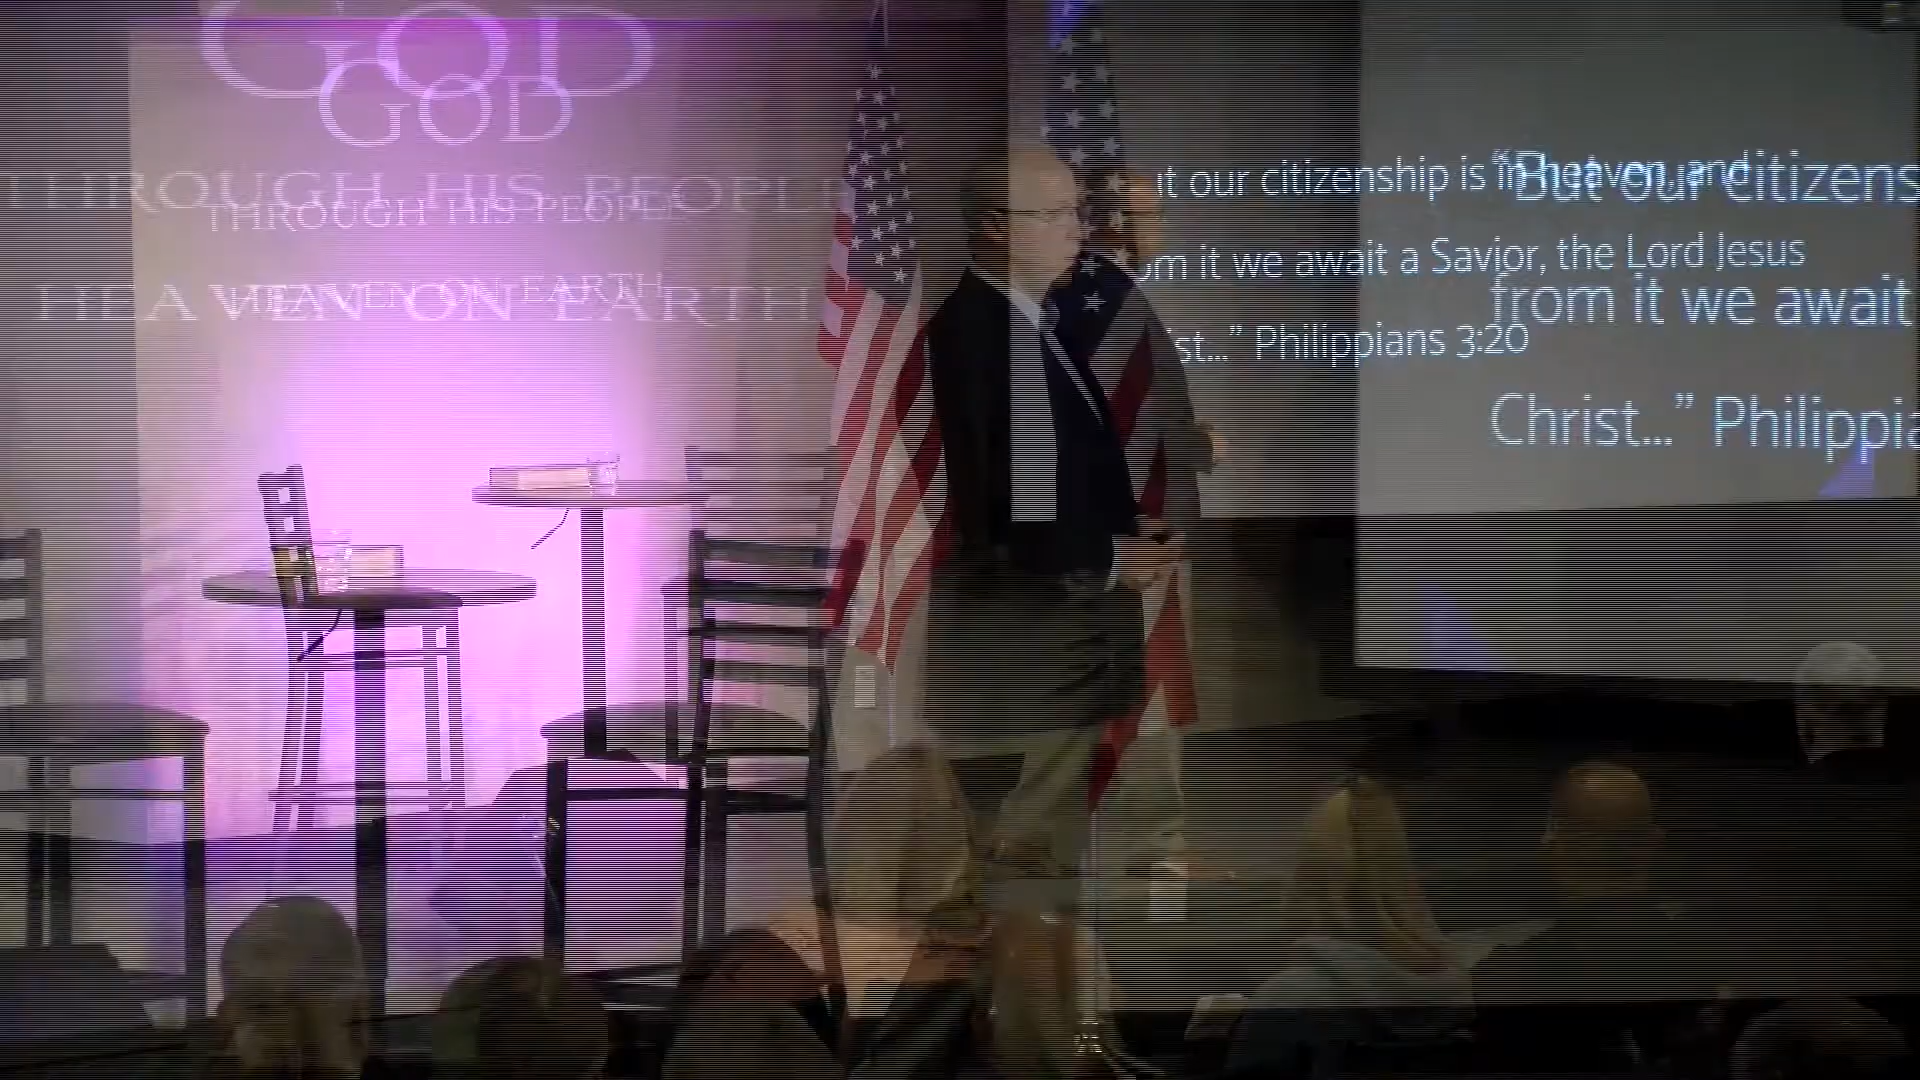 GOD
GOD
THROUGH HIS PEOPLE
THROUGH HIS PEOPLE
HEAVEN ON EARTH
HEAVEN ON EARTH
ut our citizenship is in heaven, and
om it we await a Savior, the Lord Jesus
ist..." Philippians 3:20
“But our citizens
from it we await
Christ...” Philippia